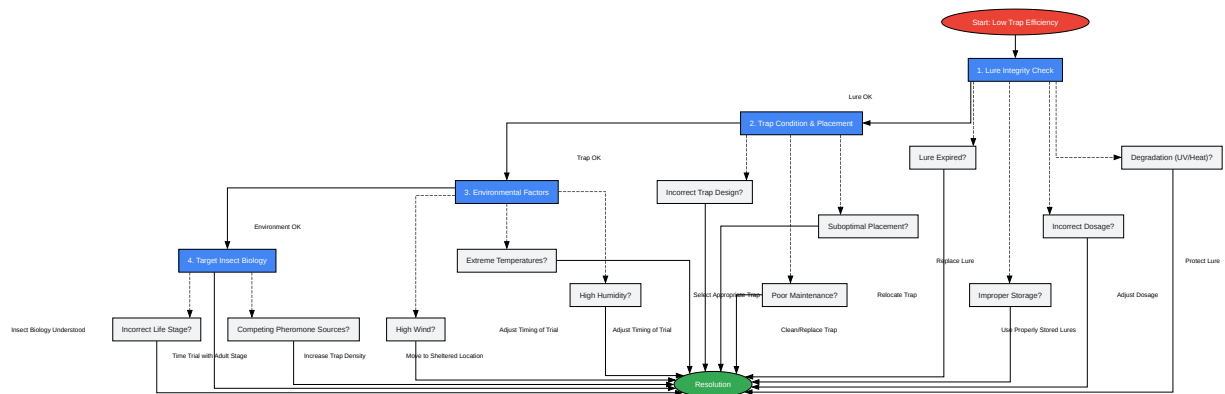 Start: Low Trap Efficiency
1. Lure Integrity Check
Lure OK
2. Trap Condition & Placement
Trap OK
Lure Expired?
Degradation (UV/Heat)?
3. Environmental Factors
Incorrect Trap Design?
Environment OK
Suboptimal Placement?
Incorrect Dosage?
4. Target Insect Biology
Extreme Temperatures?
Replace Lure
Protect Lure
High Humidity?
Select Appropriate Trap
Poor Maintenance?
Relocate Trap
Improper Storage?
Adjust Dosage
Insect Biology Understood
Incorrect Life Stage?
Competing Pheromone Sources?
High Wind?
Adjust Timing of Trial
Adjust Timing of Trial
Clean/Replace Trap
Use Properly Stored Lures
Time Trial with Adult Stage
Increase Trap Density
Move to Sheltered Location
Resolution